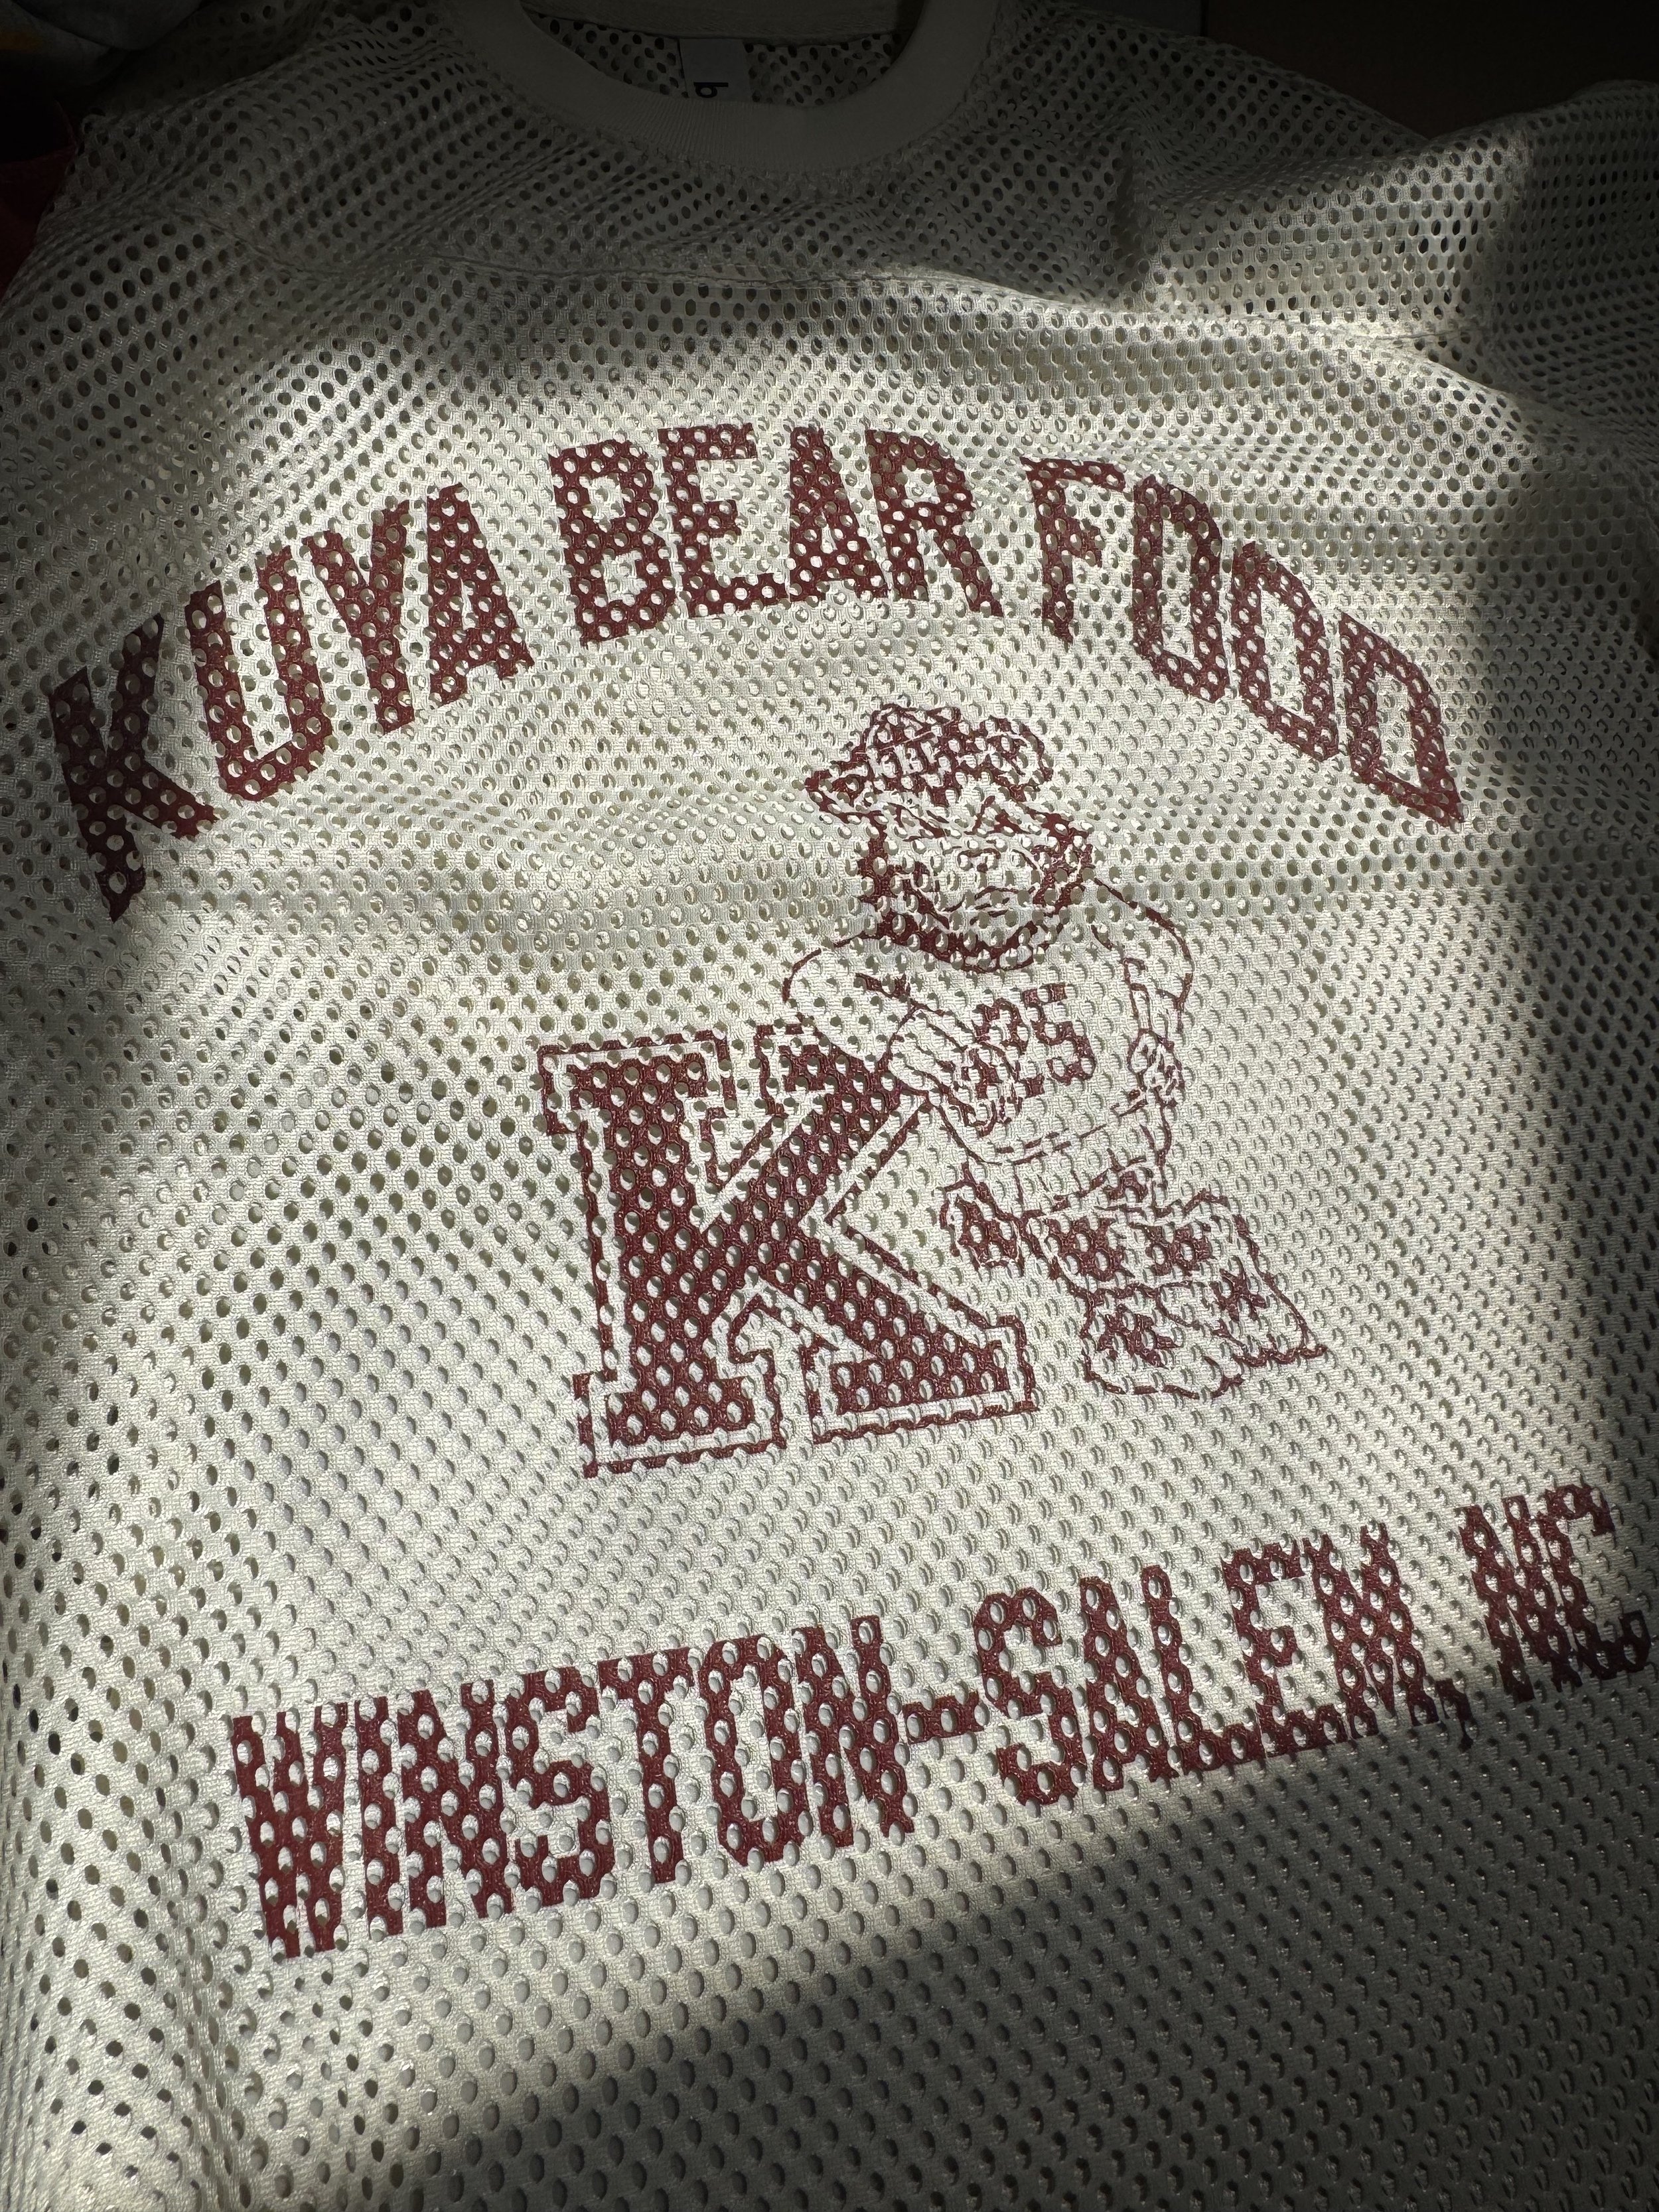 KUYA BEAR FOOD
25
K
WINSTON-SALEM, NC